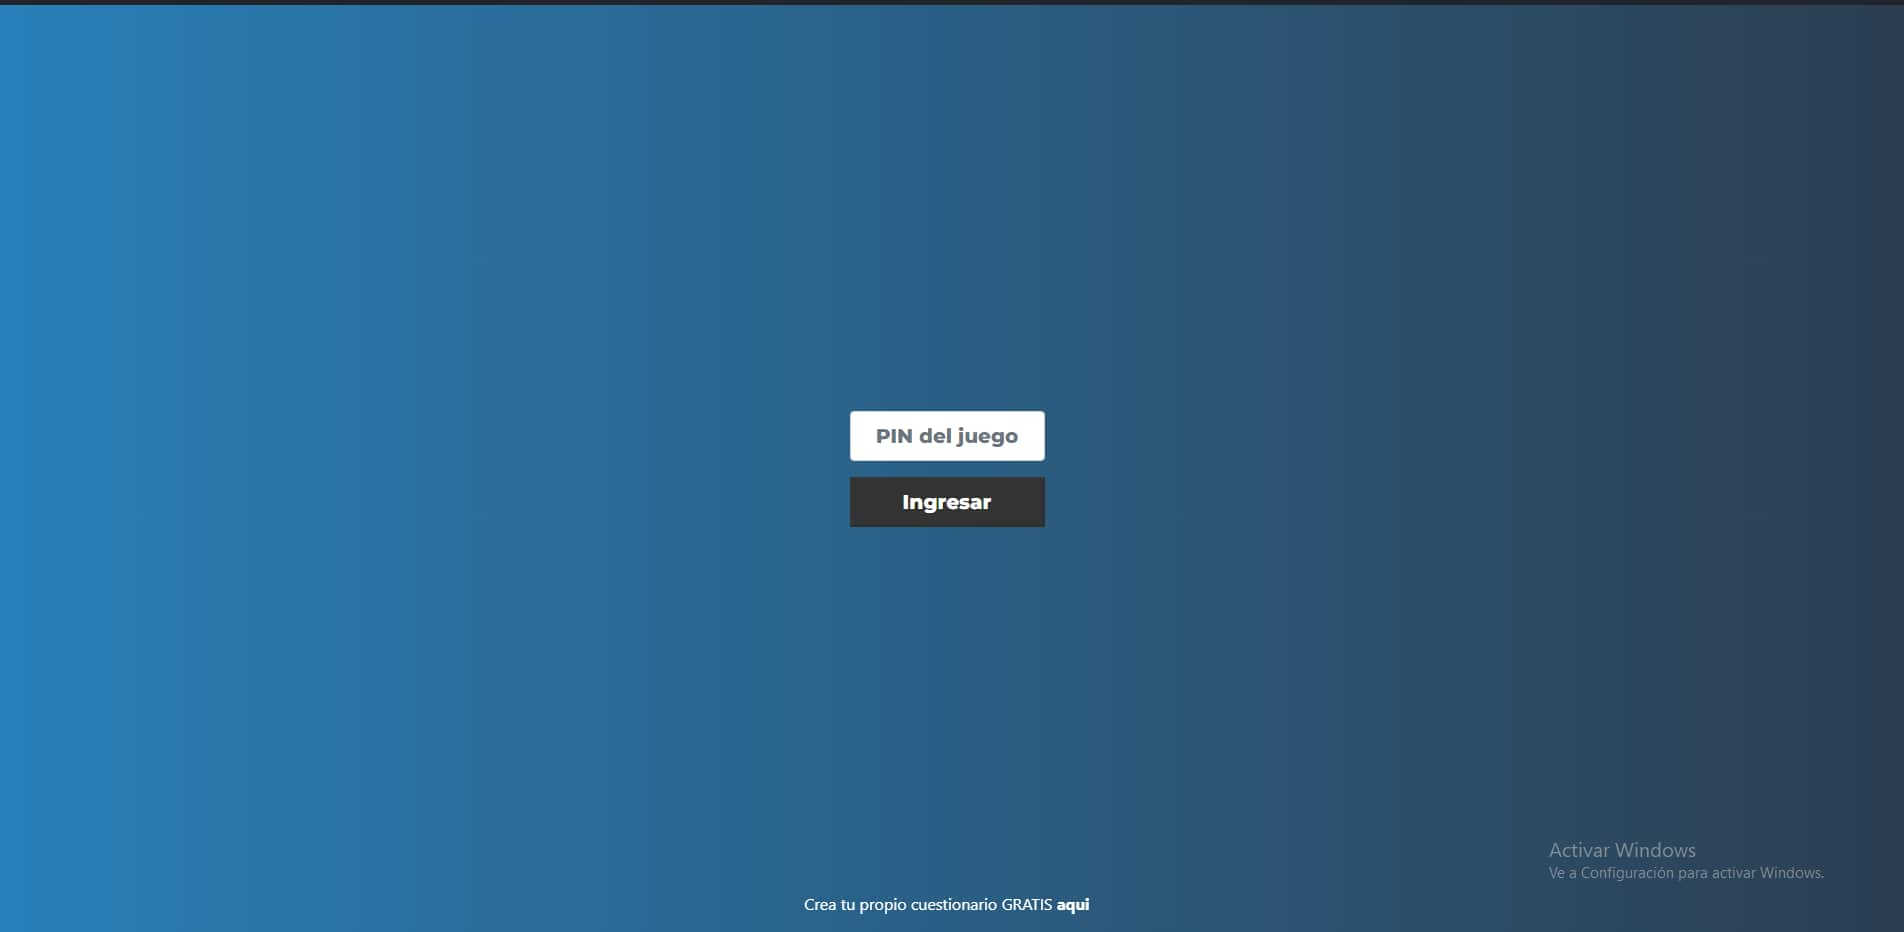 PIN del juego
Ingresar
Activar Windows
Ve a Configuración para activar Windows.
Crea tu propio cuestionario GRATIS aqui